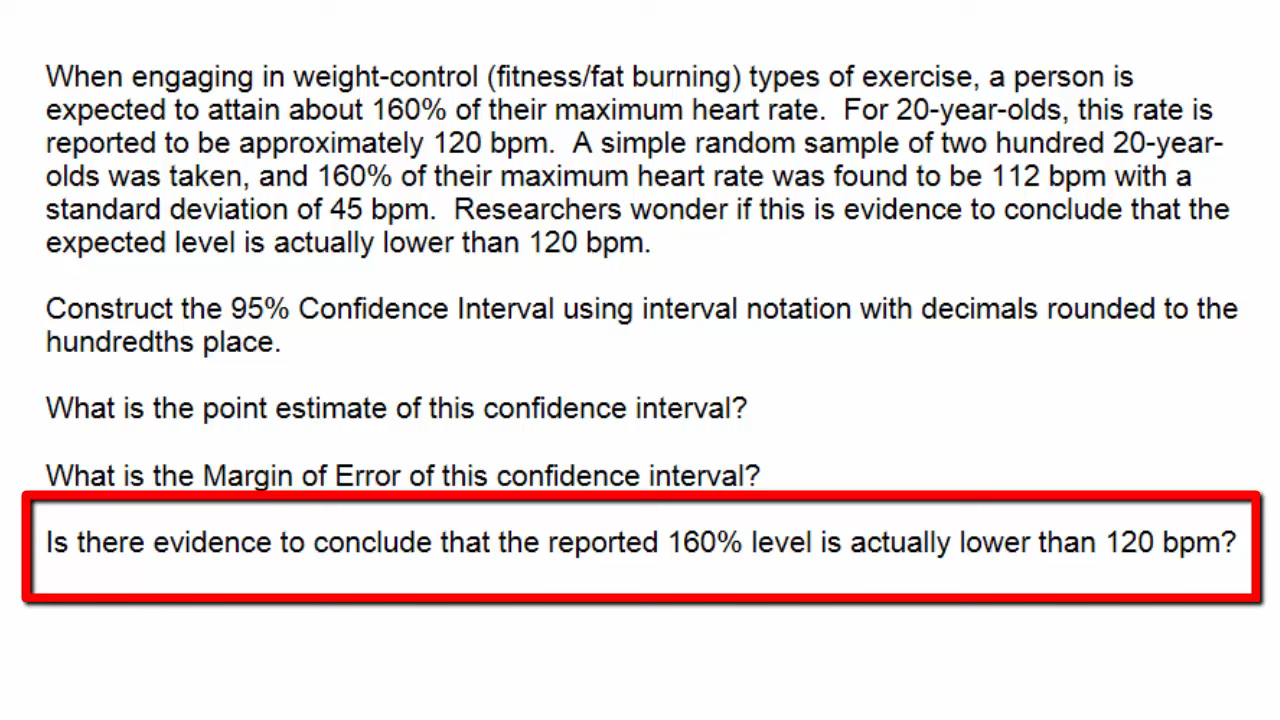 When engaging in weight-control (fitness/fat burning) types of exercise, a person is
expected to attain about 160% of their maximum heart rate.  For 20-year-olds, this rate is
reported to be approximately 120 bpm.  A simple random sample of two hundred 20-year-
olds was taken, and 160% of their maximum heart rate was found to be 112 bpm with a
standard deviation of 45 bpm.  Researchers wonder if this is evidence to conclude that the
expected level is actually lower than 120 bpm.
Construct the 95% Confidence Interval using interval notation with decimals rounded to the
hundredths place.
What is the point estimate of this confidence interval?
What is the Margin of Error of this confidence interval?
Is there evidence to conclude that the reported 160% level is actually lower than 120 bpm?